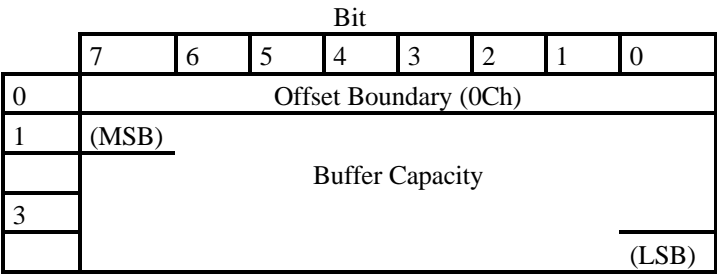 Bit
7 6 5 4 3 2 1 0
0 Offset Boundary (0Ch)
1 (MSB)
Buffer Capacity
3
(LSB)